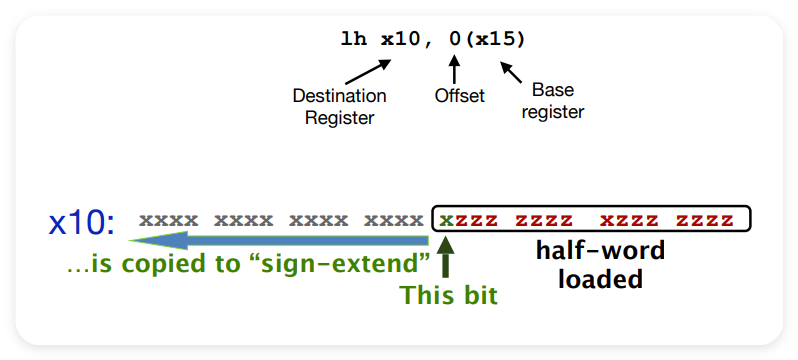 lh x10, 0(x15)
Destination
Register
Offset
Base
register
x10: xxxx xxxx xxxx xxxx xzzz zzzz xzzz zzzz
...is copied to “sign-extend”
This bit
half-word
loaded